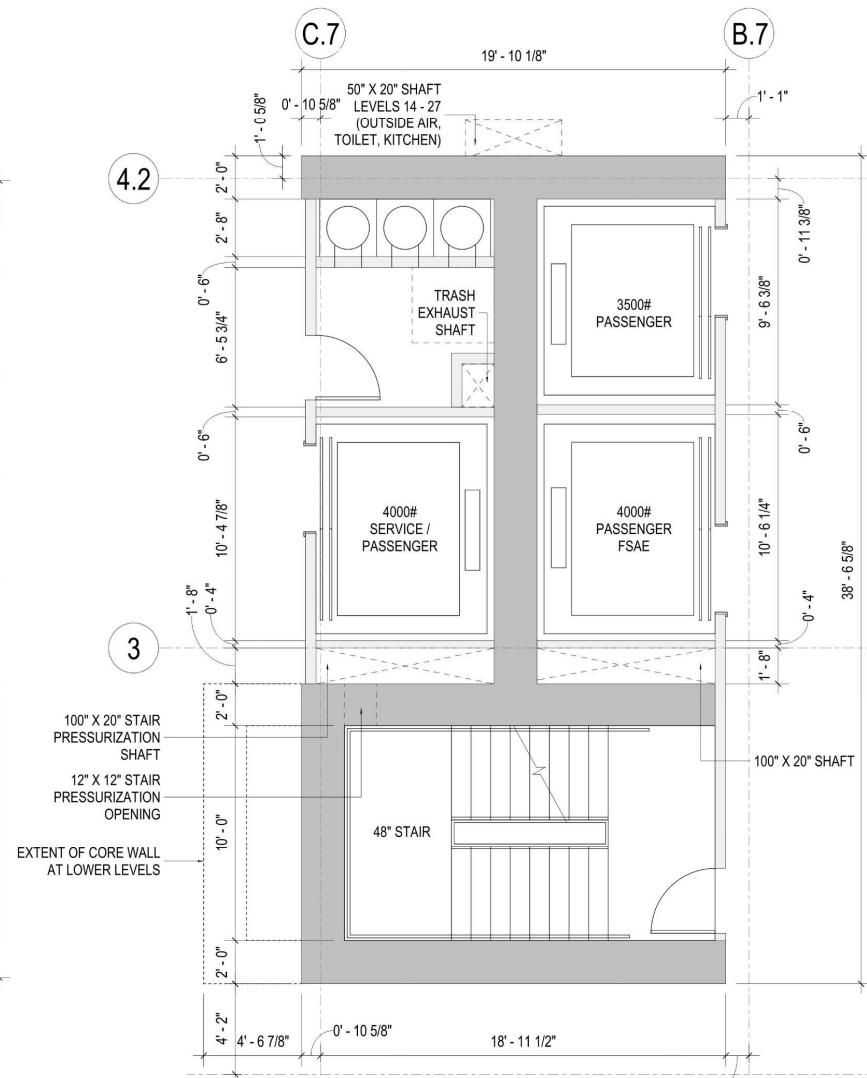 C.7
B.7
19' - 10 1/8"
50" X 20" SHAFT
LEVELS 14 - 27
(OUTSIDE AIR,
TOILET, KITCHEN)
0' - 10 5/8"
1' - 1"
1' - 0 5/8"
4.2
2' - 0"
0' - 11 3/8"
2' - 8"
0' - 6"
TRASH
EXHAUST
SHAFT
3500#
PASSENGER
9' - 6 3/8"
6' - 5 3/4"
0' - 6"
0' - 6"
4000#
SERVICE /
PASSENGER
4000#
PASSENGER
FSAE
10' - 4 7/8"
10' - 6 1/4"
38' - 6 5/8"
1' - 8"
0' - 4"
0' - 4"
3
1' - 8"
2' - 0"
100" X 20" STAIR
PRESSURIZATION
SHAFT
100" X 20" SHAFT
12" X 12" STAIR
PRESSURIZATION
OPENING
48" STAIR
10' - 0"
EXTENT OF CORE WALL
AT LOWER LEVELS
2' - 0"
4' - 2"
4' - 6 7/8"
0' - 10 5/8"
18' - 11 1/2"